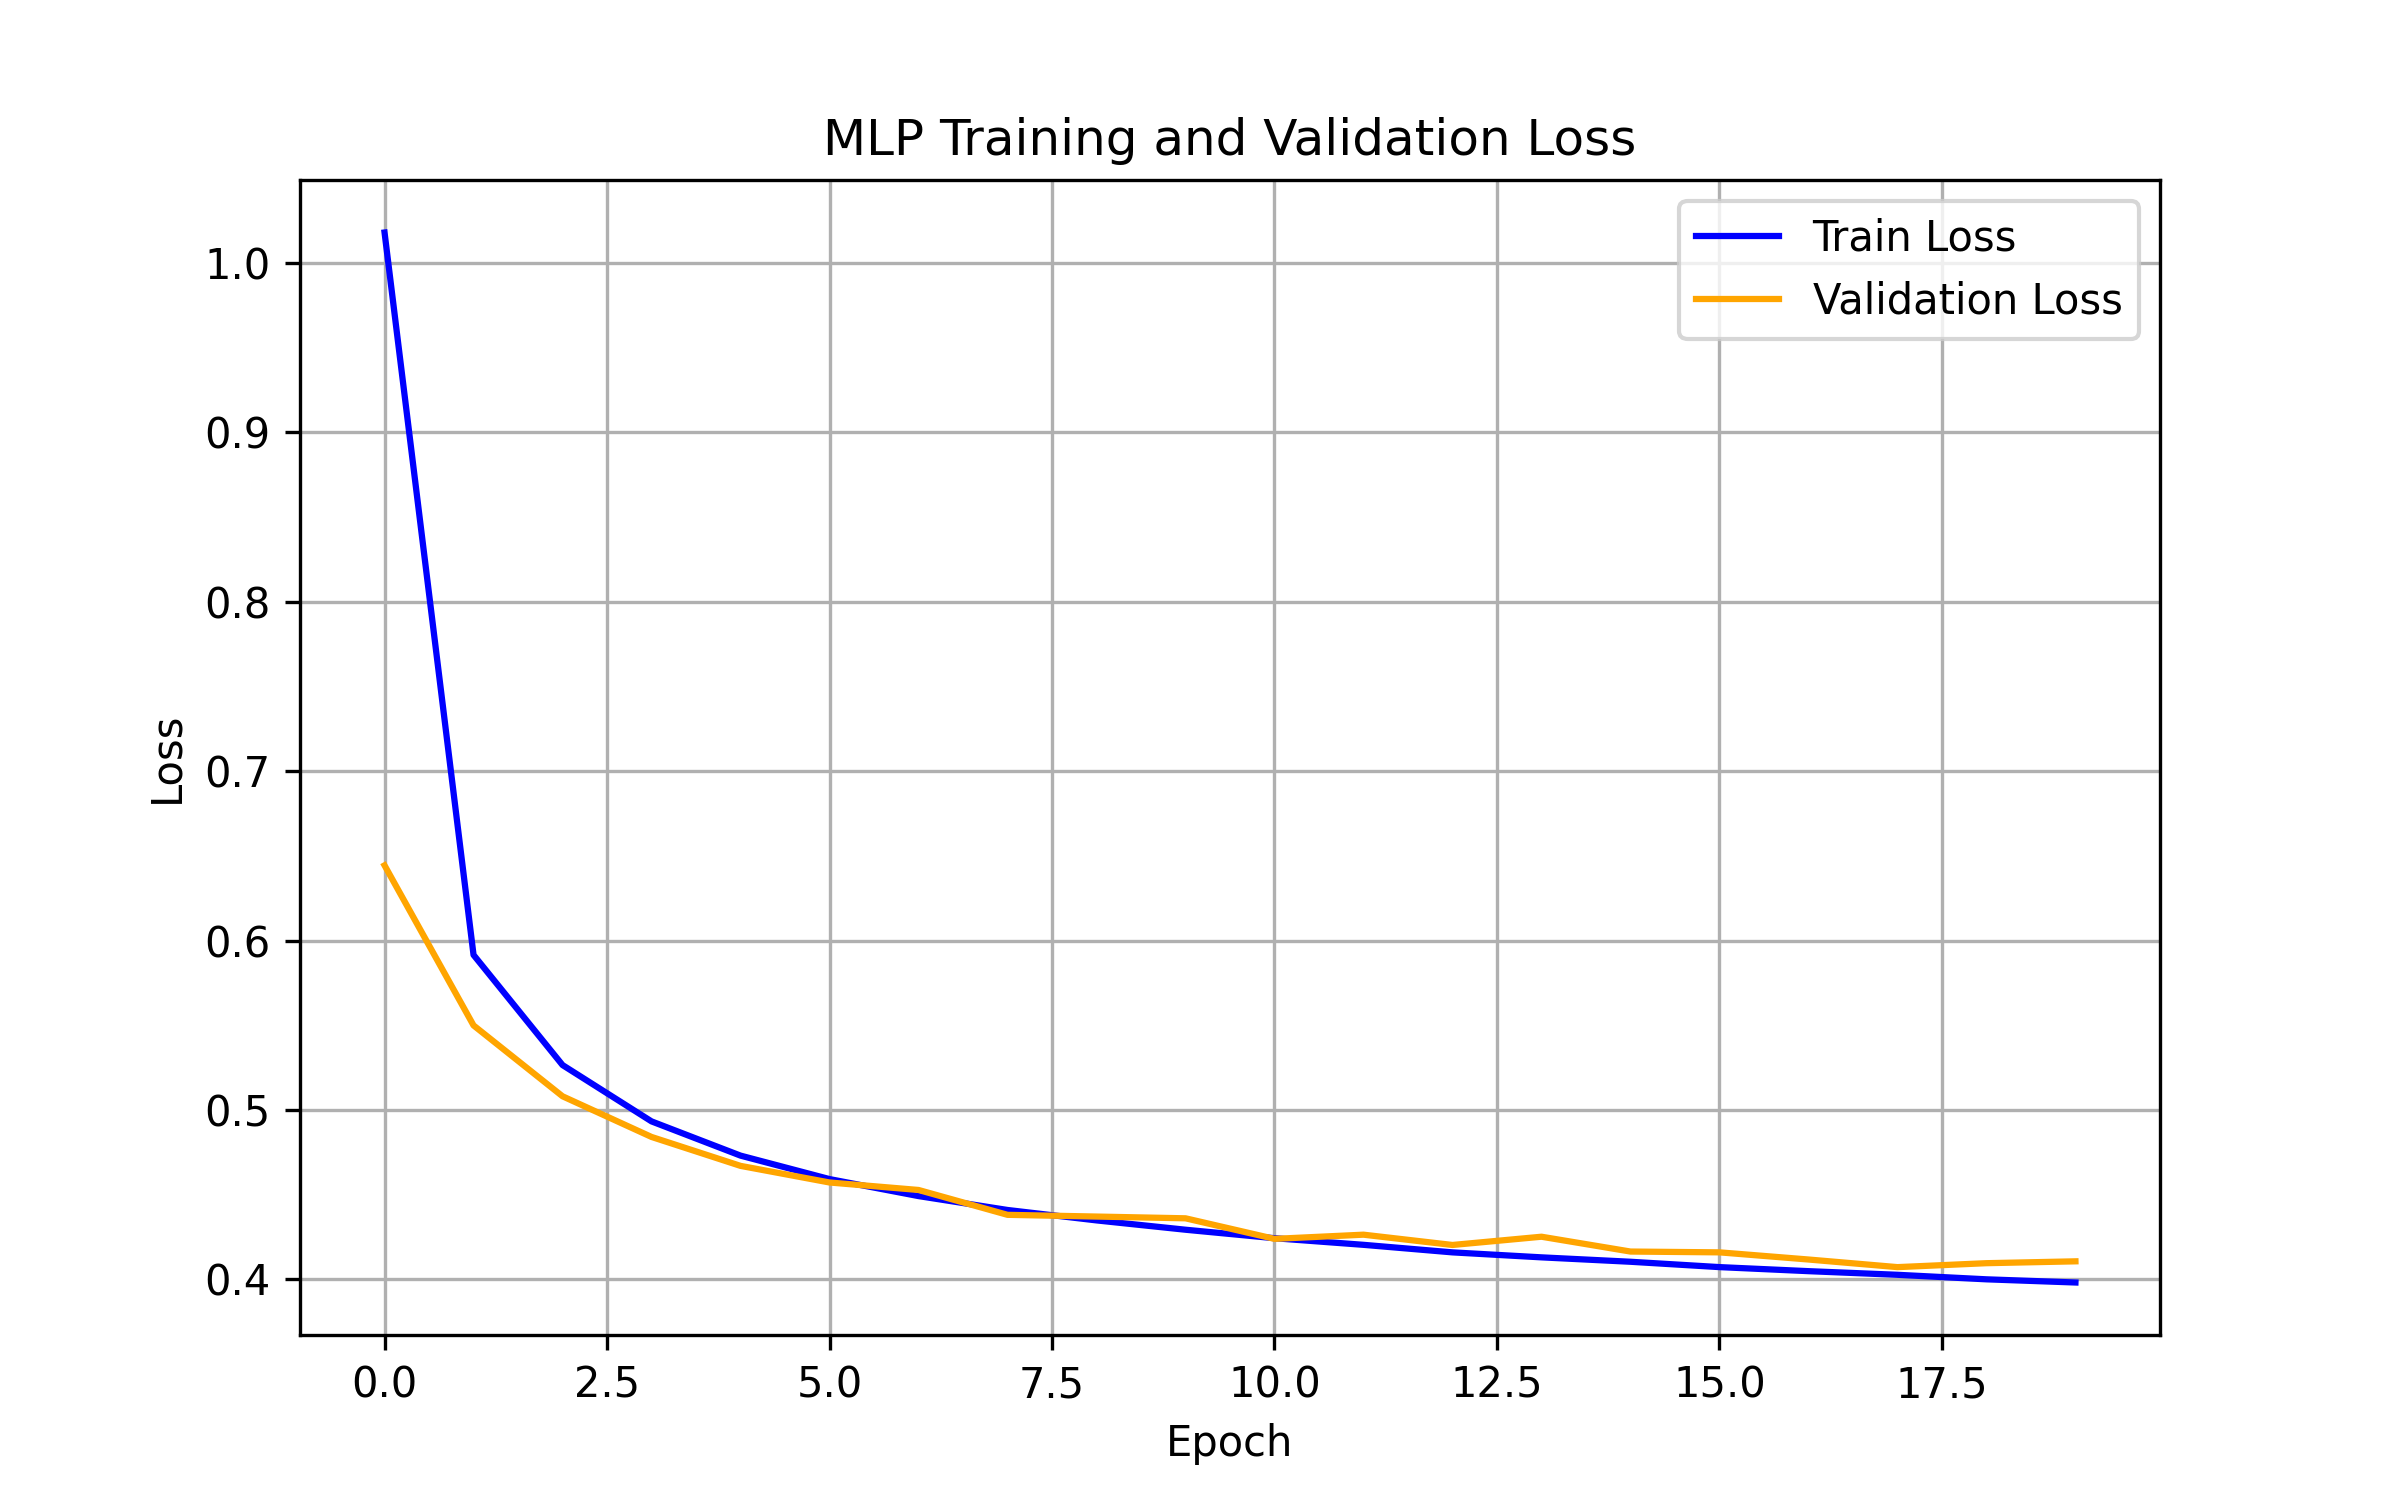 MLP Training and Validation Loss
Train Loss
Validation Loss
1.0
0.9
0.8
0.7
0.6
0.5
0.4
Loss
0.0 2.5 5.0 7.5 10.0 12.5 15.0 17.5
Epoch